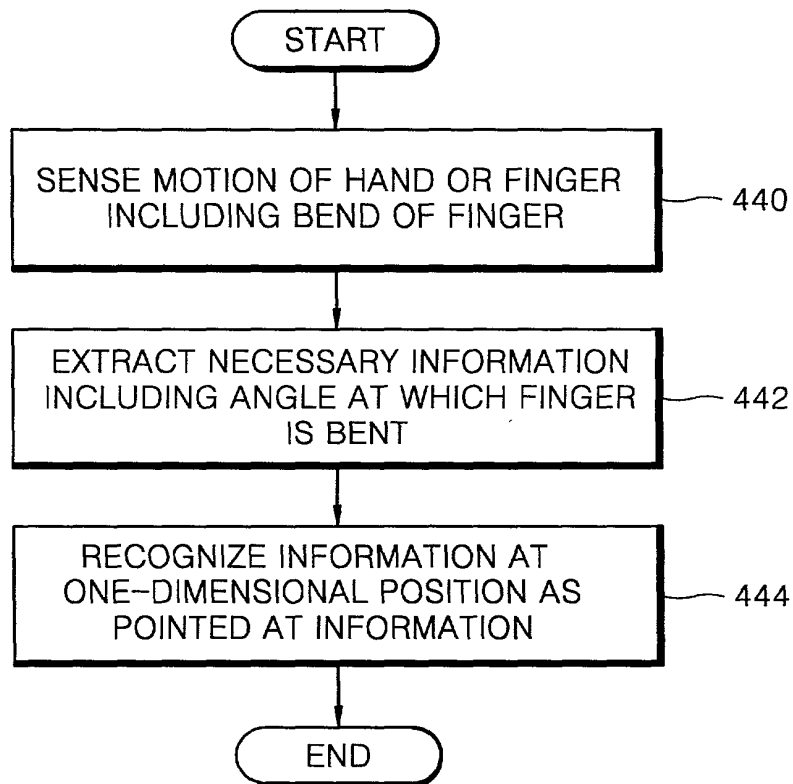 START
SENSE MOTION OF HAND OR FINGER
INCLUDING BEND OF FINGER
440
EXTRACT NECESSARY INFORMATION
INCLUDING ANGLE AT WHICH FINGER
IS BENT
442
RECOGNIZE INFORMATION AT
ONE-DIMENSIONAL POSITION AS
POINTED AT INFORMATION
444
END